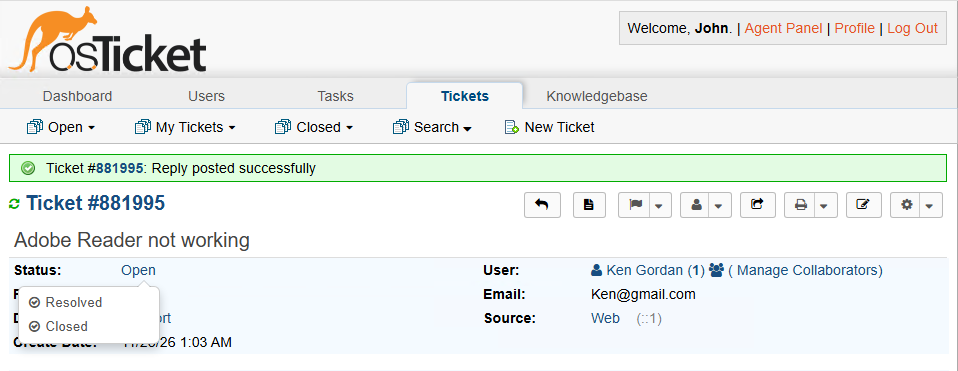 osTicket
Welcome, John. | Agent Panel | Profile | Log Out
Dashboard Users Tasks Tickets Knowledgebase
Open My Tickets Closed Search New Ticket
Ticket #881995: Reply posted successfully
Ticket #881995
Adobe Reader not working
Status: Open User: Ken Gordan (1) ( Manage Collaborators)
Resolved Email: Ken@gmail.com
Closed Source: Web (::1)
1:03 AM